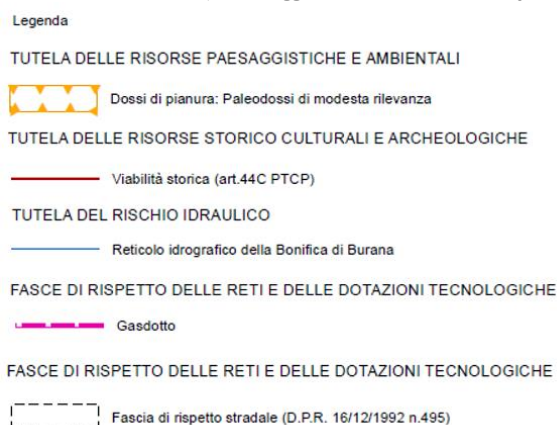 Legenda
TUTELA DELLE RISORSE PAESAGGISTICHE E AMBIENTALI
Dossi di pianura: Paleodossi di modesta rilevanza
TUTELA DELLE RISORSE STORICO CULTURALI E ARCHEOLOGICHE
Viabilità storica (art.44C PTCP)
TUTELA DEL RISCHIO IDRAULICO
Reticolo idrografico della Bonifica di Burana
FASCE DI RISPETTO DELLE RETI E DELLE DOTAZIONI TECNOLOGICHE
Gasdotto
FASCE DI RISPETTO DELLE RETI E DELLE DOTAZIONI TECNOLOGICHE
Fascia di rispetto stradale (D.P.R. 16/12/1992 n.495)